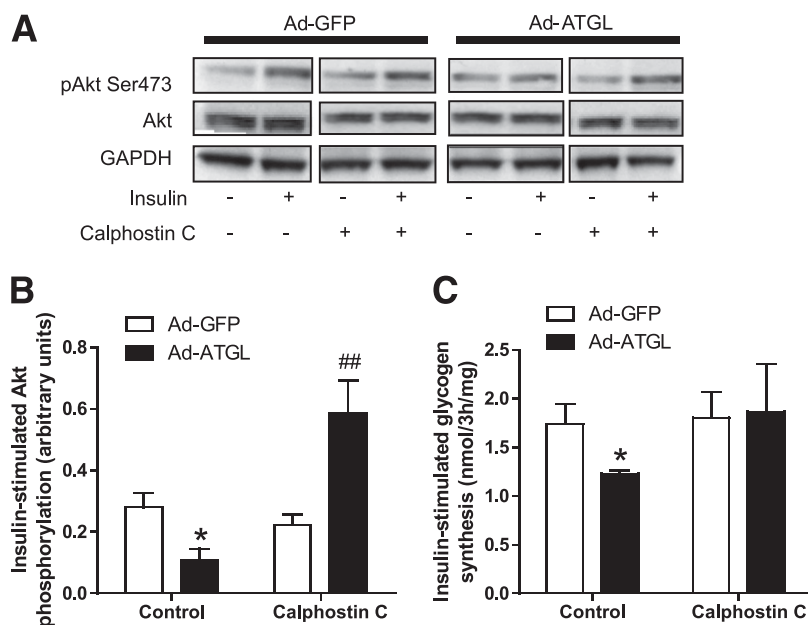 A
Ad-GFP Ad-ATGL
pAkt Ser473
Akt
GAPDH
Insulin - + - + - + - +
Calphostin C - - + + - - + +
B
Ad-GFP
Ad-ATGL
Insulin-stimulated Akt
phosphorylation (arbitrary units)
0.8
0.6
0.4
0.2
0.0
*
##
Control Calphostin C
C
Ad-GFP
Ad-ATGL
Insulin-stimulated glycogen
synthesis (nmol/3h/mg)
2.5
2.0
1.5
1.0
0.5
0.0
*
Control Calphostin C